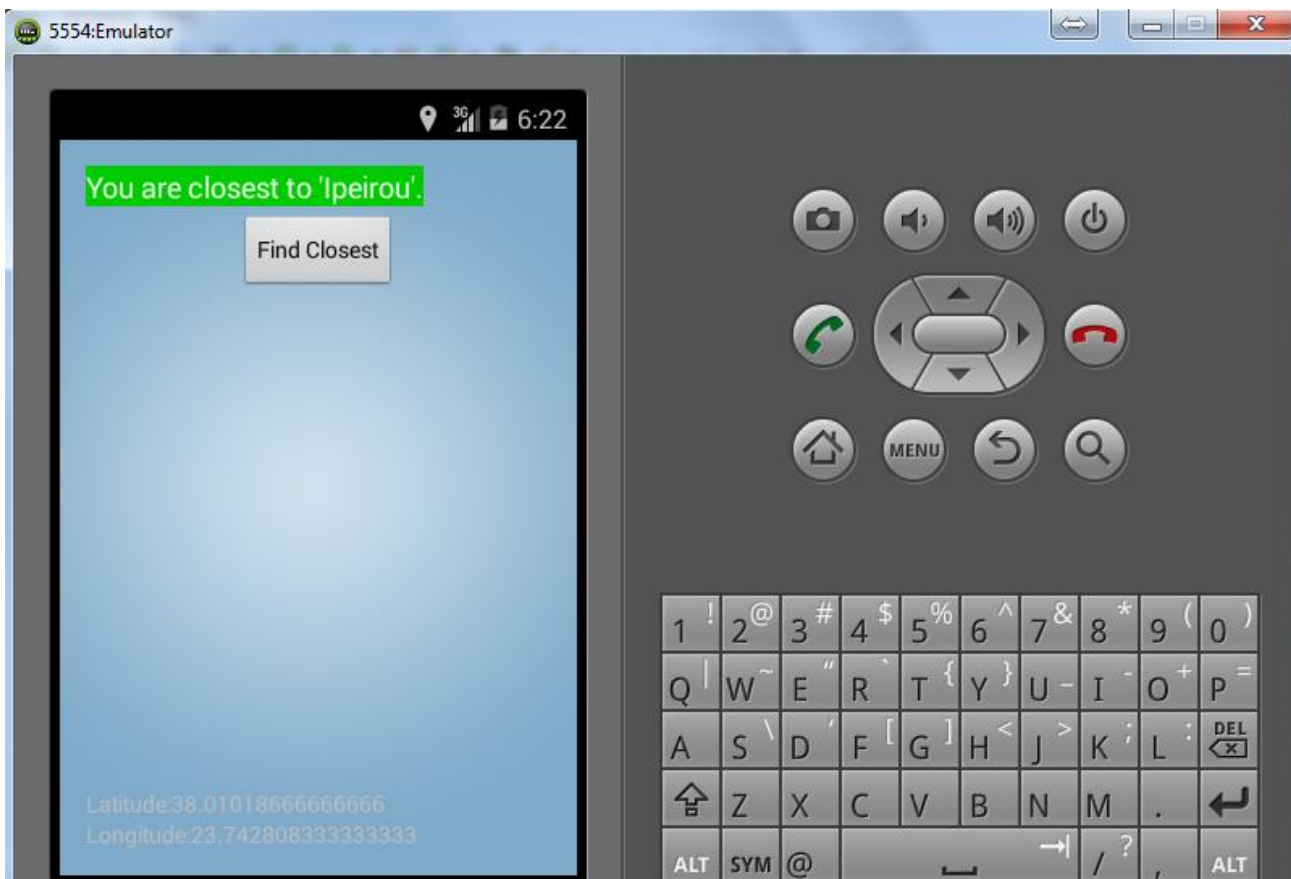 5554:Emulator
3G 6:22
You are closest to 'Ipeirou'.
Find Closest
Latitude:38.01018666666666
Longitude:23.742808333333333
MENU
1 ! 2 @ 3 # 4 $ 5 % 6 ^ 7 & 8 * 9 ( 0 )
Q | W ~ E " R ` T { Y } U _ I - O + P =
A S \ D ' F [ G ] H < J > K ; L : DEL
Z X C V B N M .
ALT SYM @ / ? , ALT